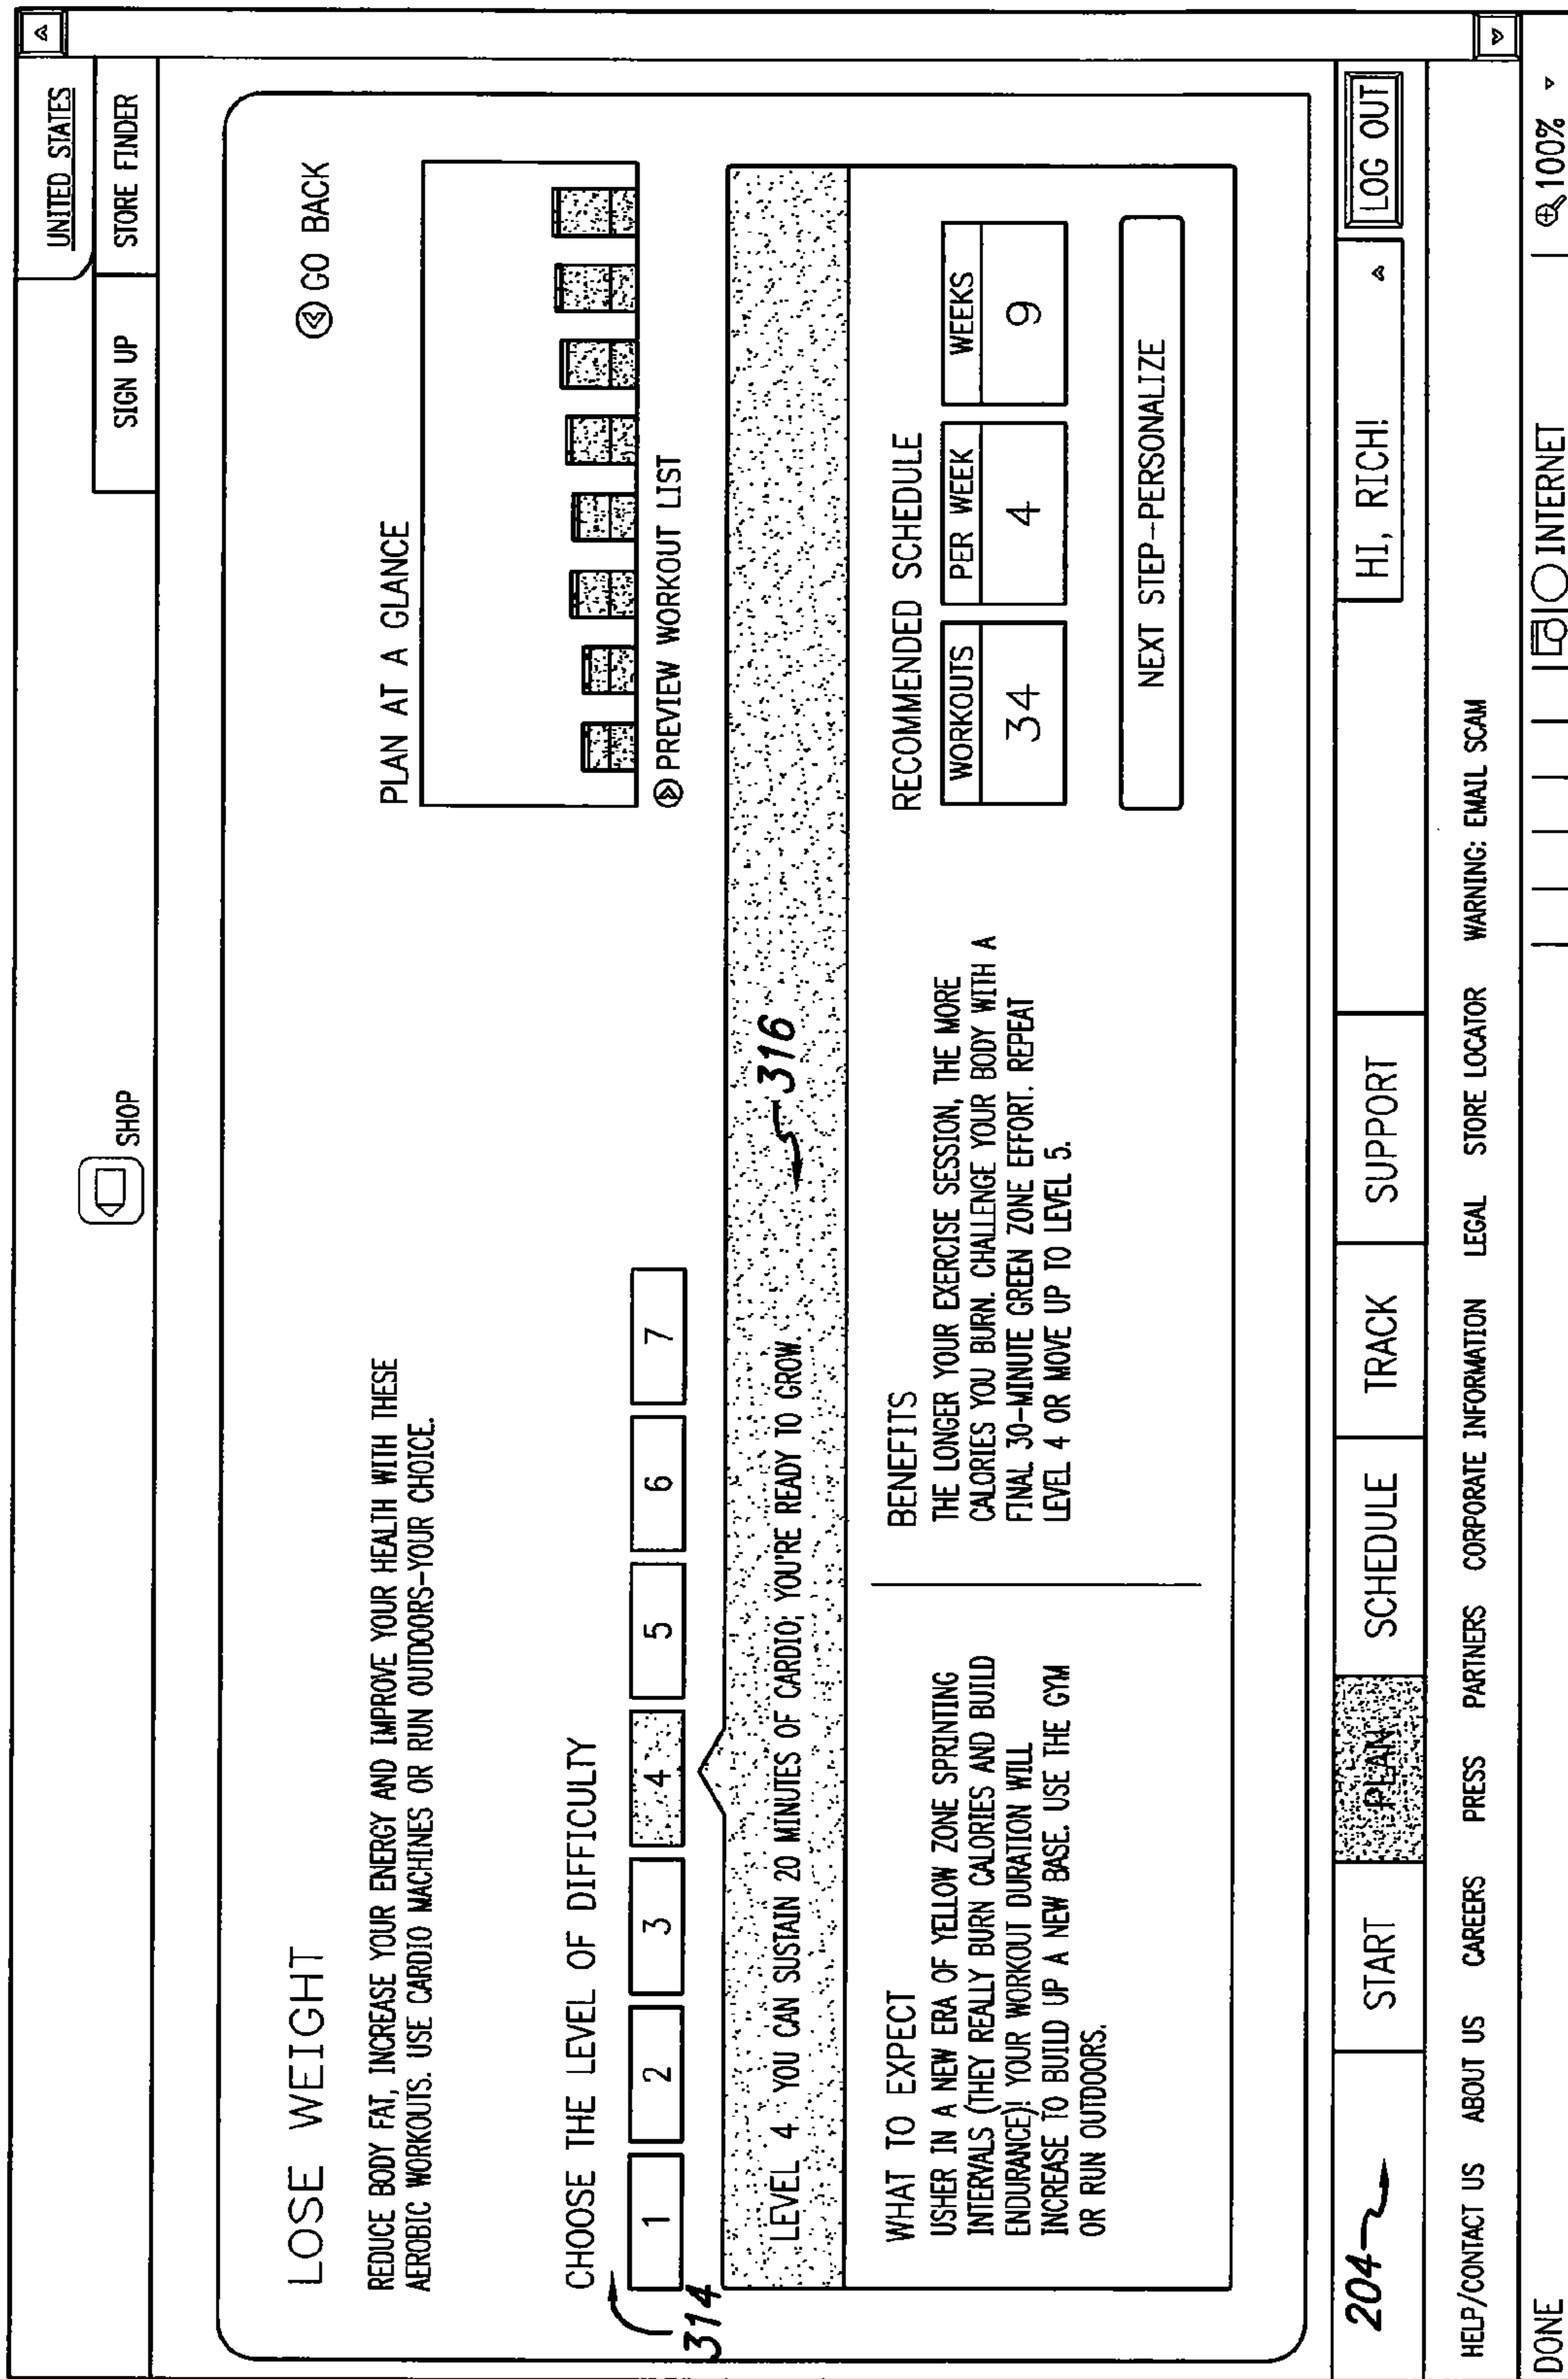 UNITED STATES
SHOP
SIGN UP
STORE FINDER
LOSE WEIGHT
GO BACK
REDUCE BODY FAT, INCREASE YOUR ENERGY AND IMPROVE YOUR HEALTH WITH THESE
AEROBIC WORKOUTS. USE CARDIO MACHINES OR RUN OUTDOORS-YOUR CHOICE.
PLAN AT A GLANCE
CHOOSE THE LEVEL OF DIFFICULTY
314
1 2 3 4 5 6 7
PREVIEW WORKOUT LIST
LEVEL 4 YOU CAN SUSTAIN 20 MINUTES OF CARDIO; YOU'RE READY TO GROW.
316
WHAT TO EXPECT
USHER IN A NEW ERA OF YELLOW ZONE SPRINTING
INTERVALS (THEY REALLY BURN CALORIES AND BUILD
ENDURANCE)! YOUR WORKOUT DURATION WILL
INCREASE TO BUILD UP A NEW BASE. USE THE GYM
OR RUN OUTDOORS.
BENEFITS
THE LONGER YOUR EXERCISE SESSION, THE MORE
CALORIES YOU BURN. CHALLENGE YOUR BODY WITH A
FINAL 30-MINUTE GREEN ZONE EFFORT. REPEAT
LEVEL 4 OR MOVE UP TO LEVEL 5.
RECOMMENDED SCHEDULE
WORKOUTS PER WEEK WEEKS
34 4 9
NEXT STEP-PERSONALIZE
204
START PLAN SCHEDULE TRACK SUPPORT HI, RICH! LOG OUT
HELP/CONTACT US ABOUT US CAREERS PRESS PARTNERS CORPORATE INFORMATION LEGAL STORE LOCATOR WARNING: EMAIL SCAM
DONE INTERNET 100%